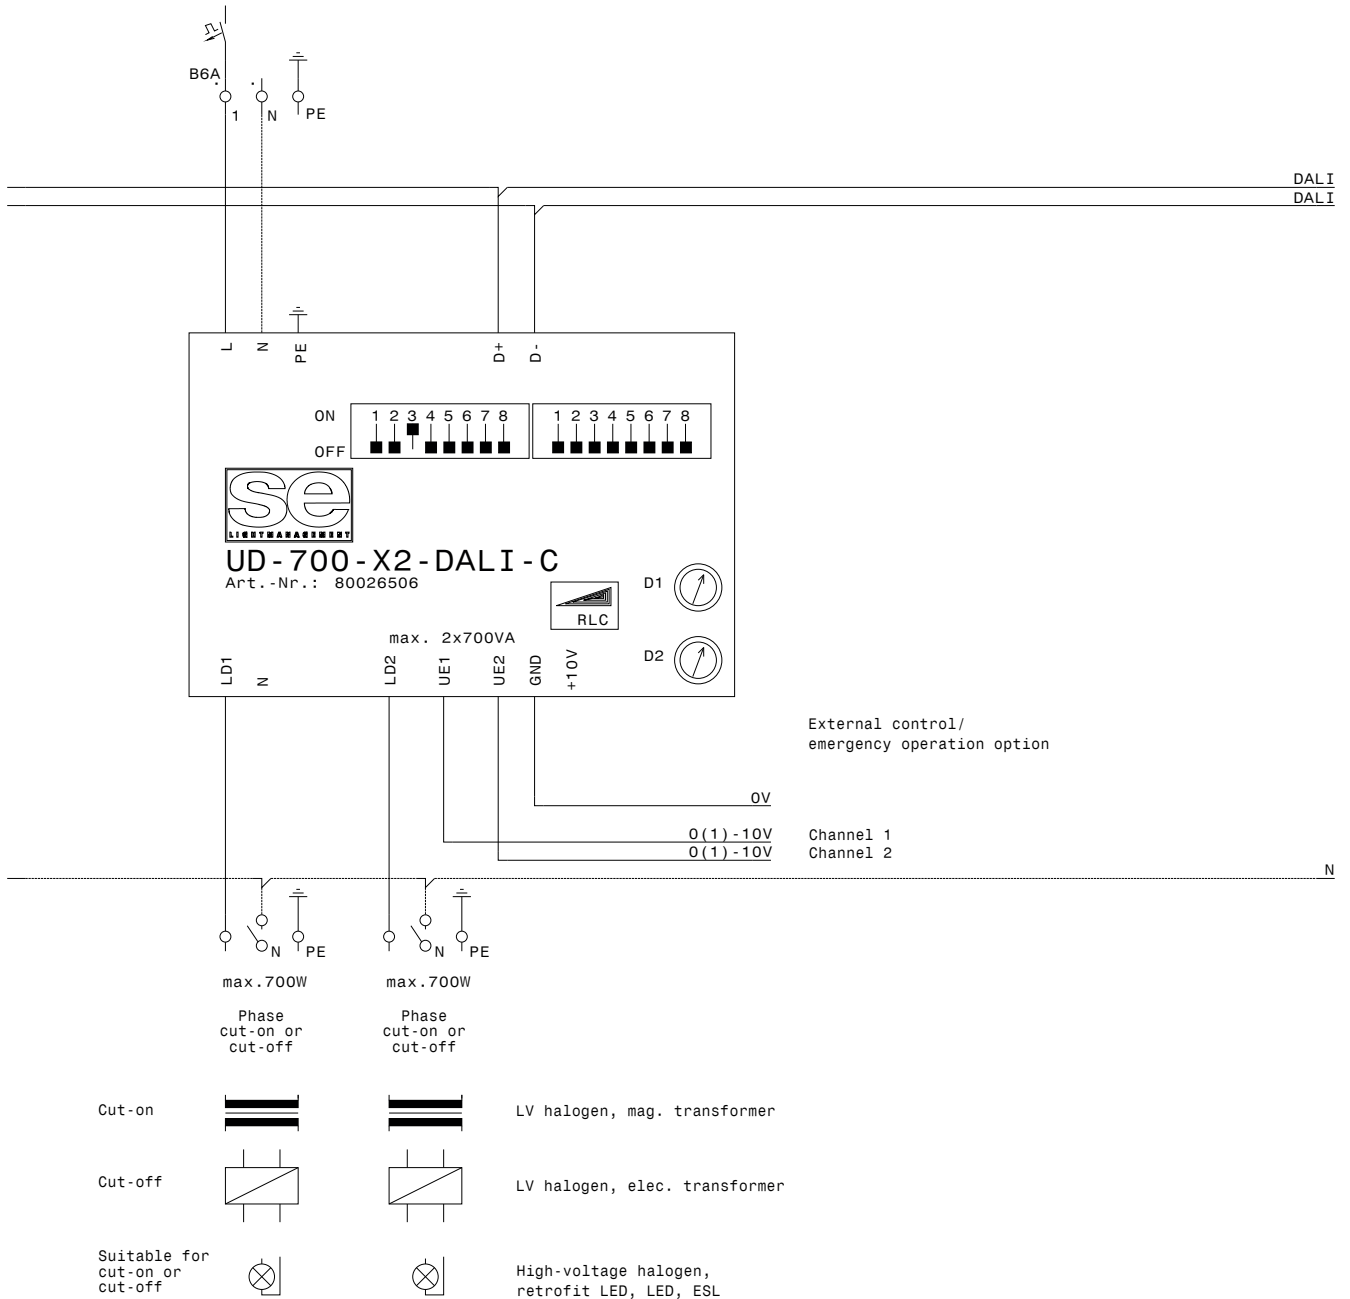 B6A
1
N
PE
DALI
DALI
L
N
PE
D+
D-
ON
1 2 3 4 5 6 7 8
1 2 3 4 5 6 7 8
OFF
se
LIGHTMANAGEMENT
UD-700-X2-DALI-C
Art.-Nr.: 80026506
D1
RLC
max. 2x700VA
D2
LD1
N
LD2
UE1
UE2
GND
+10V
External control/
emergency operation option
0V
0(1)-10V
Channel 1
0(1)-10V
Channel 2
N
N
PE
N
PE
max.700W
max.700W
Phase
cut-on or
cut-off
Phase
cut-on or
cut-off
Cut-on
LV halogen, mag. transformer
Cut-off
LV halogen, elec. transformer
Suitable for
cut-on or
cut-off
High-voltage halogen,
retrofit LED, LED, ESL